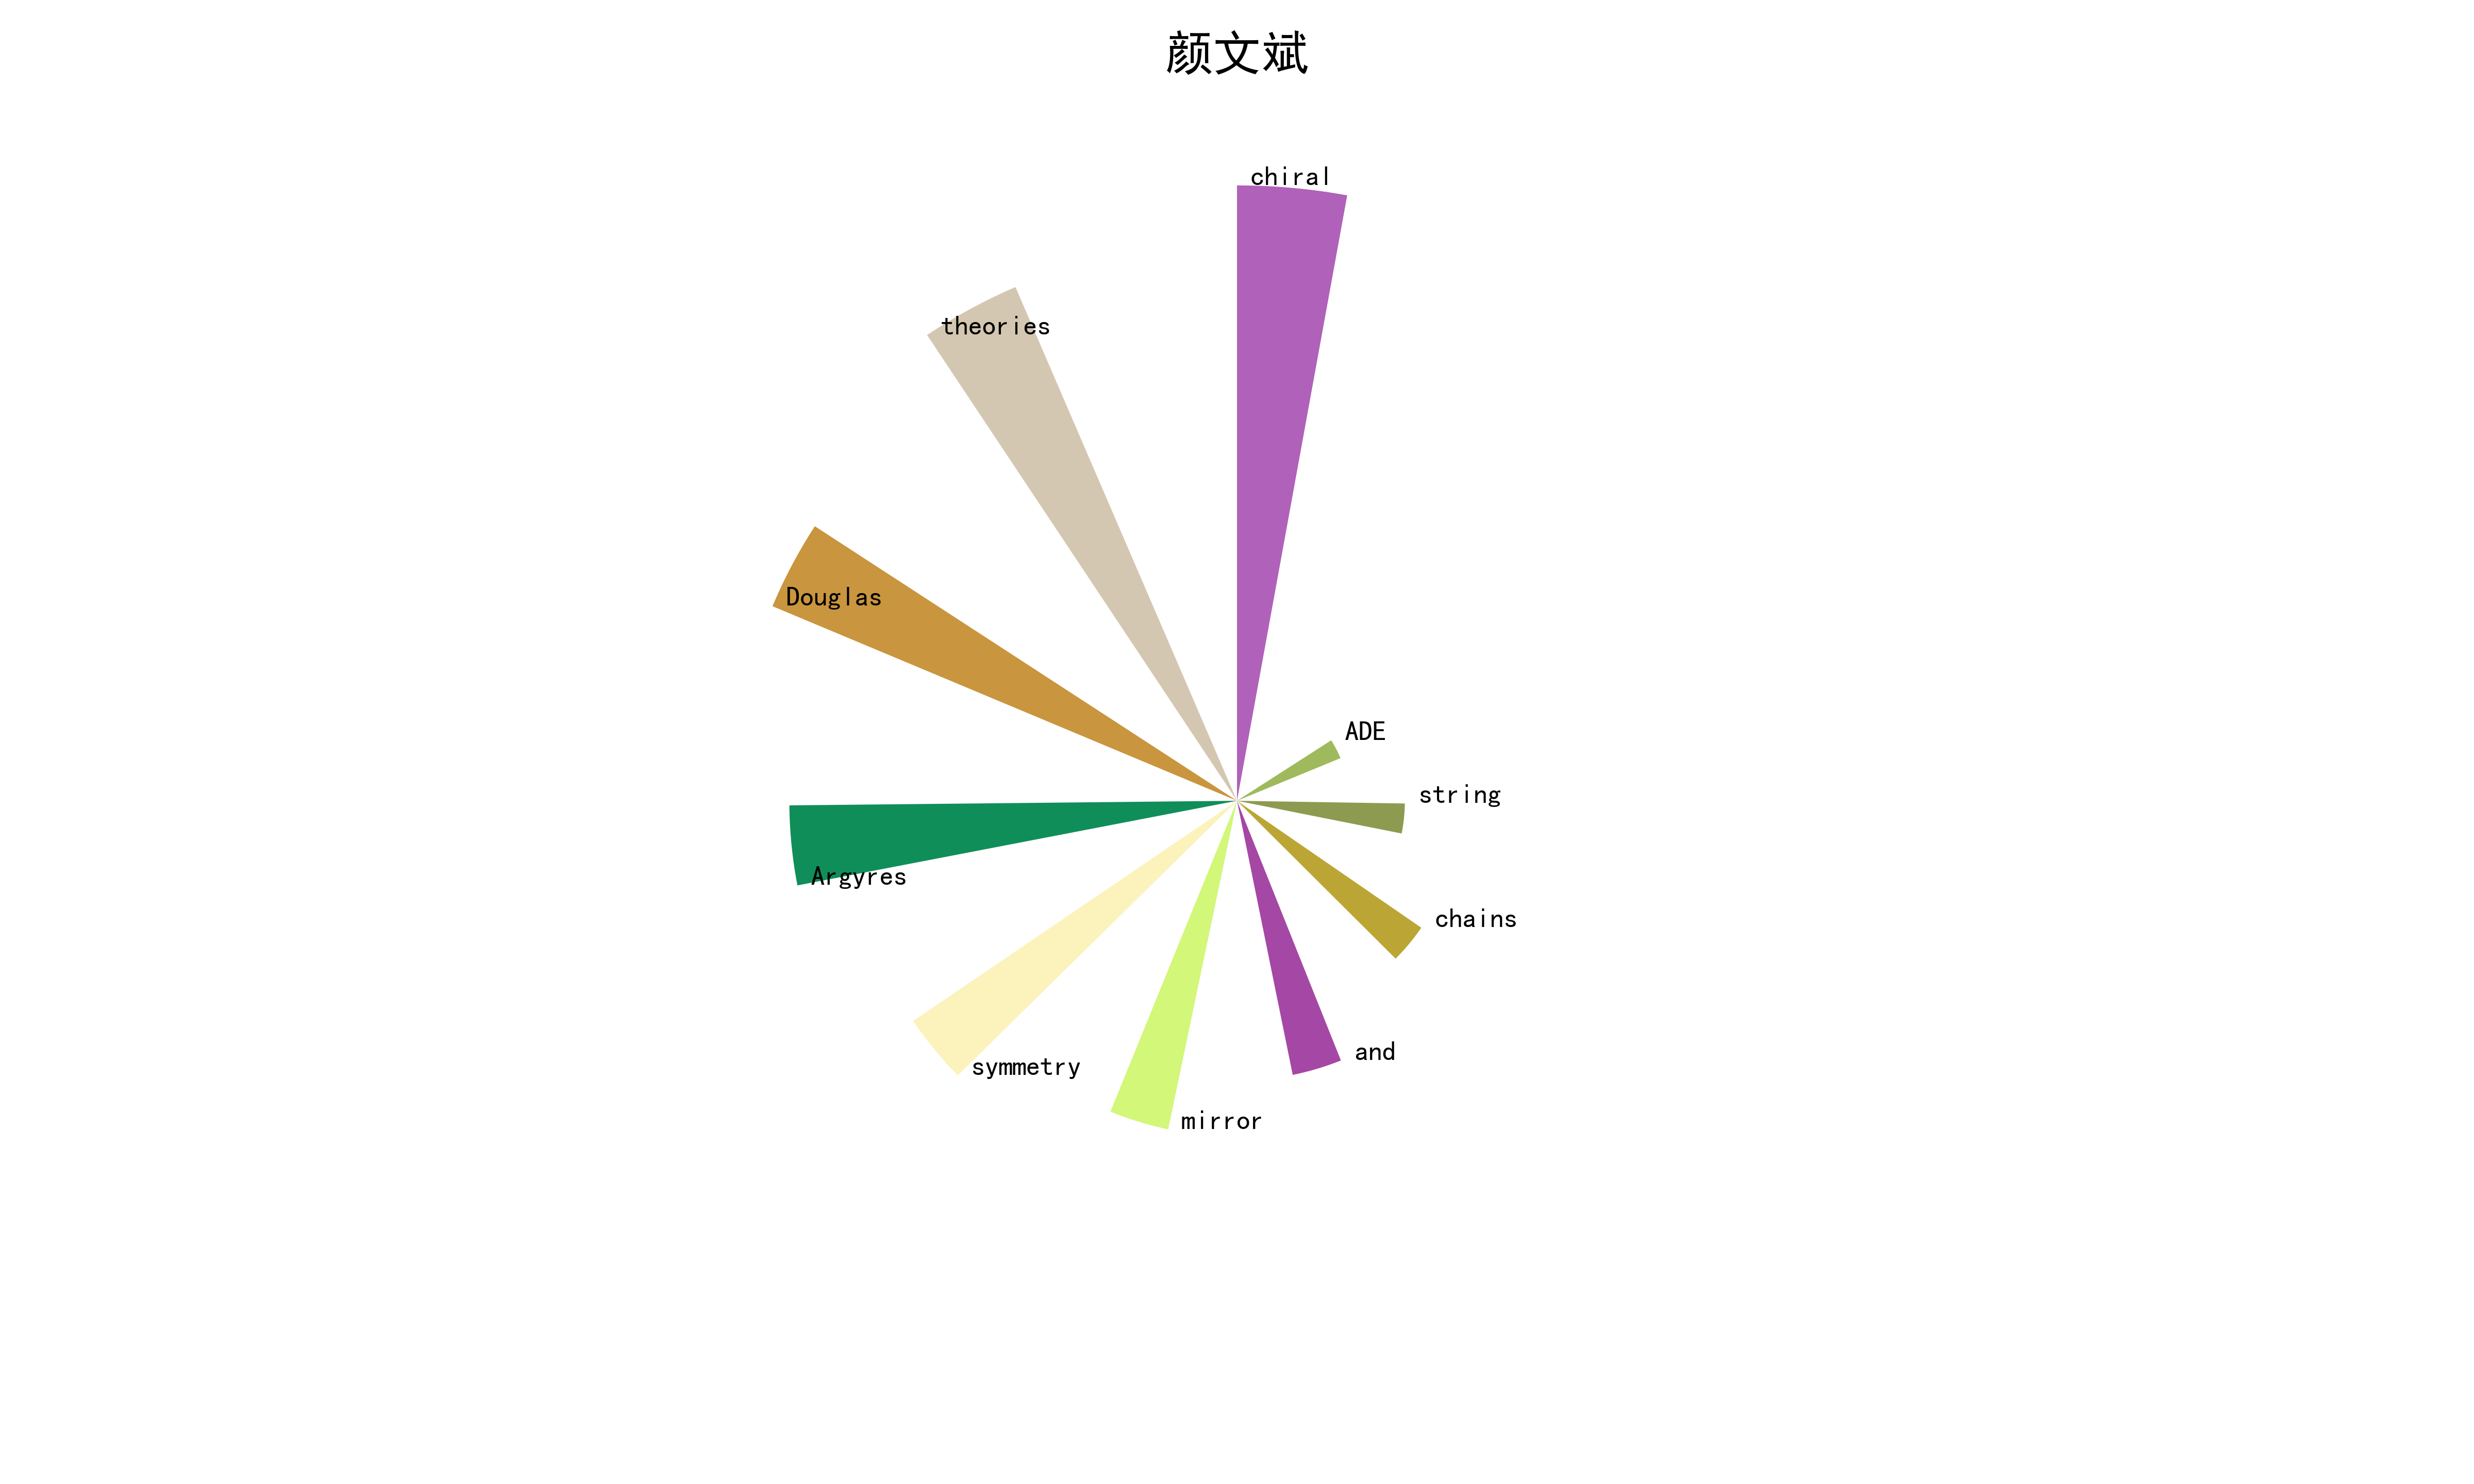 颜文斌
chiral
theories
Douglas
ADE
string
Argyres
chains
and
symmetry
mirror